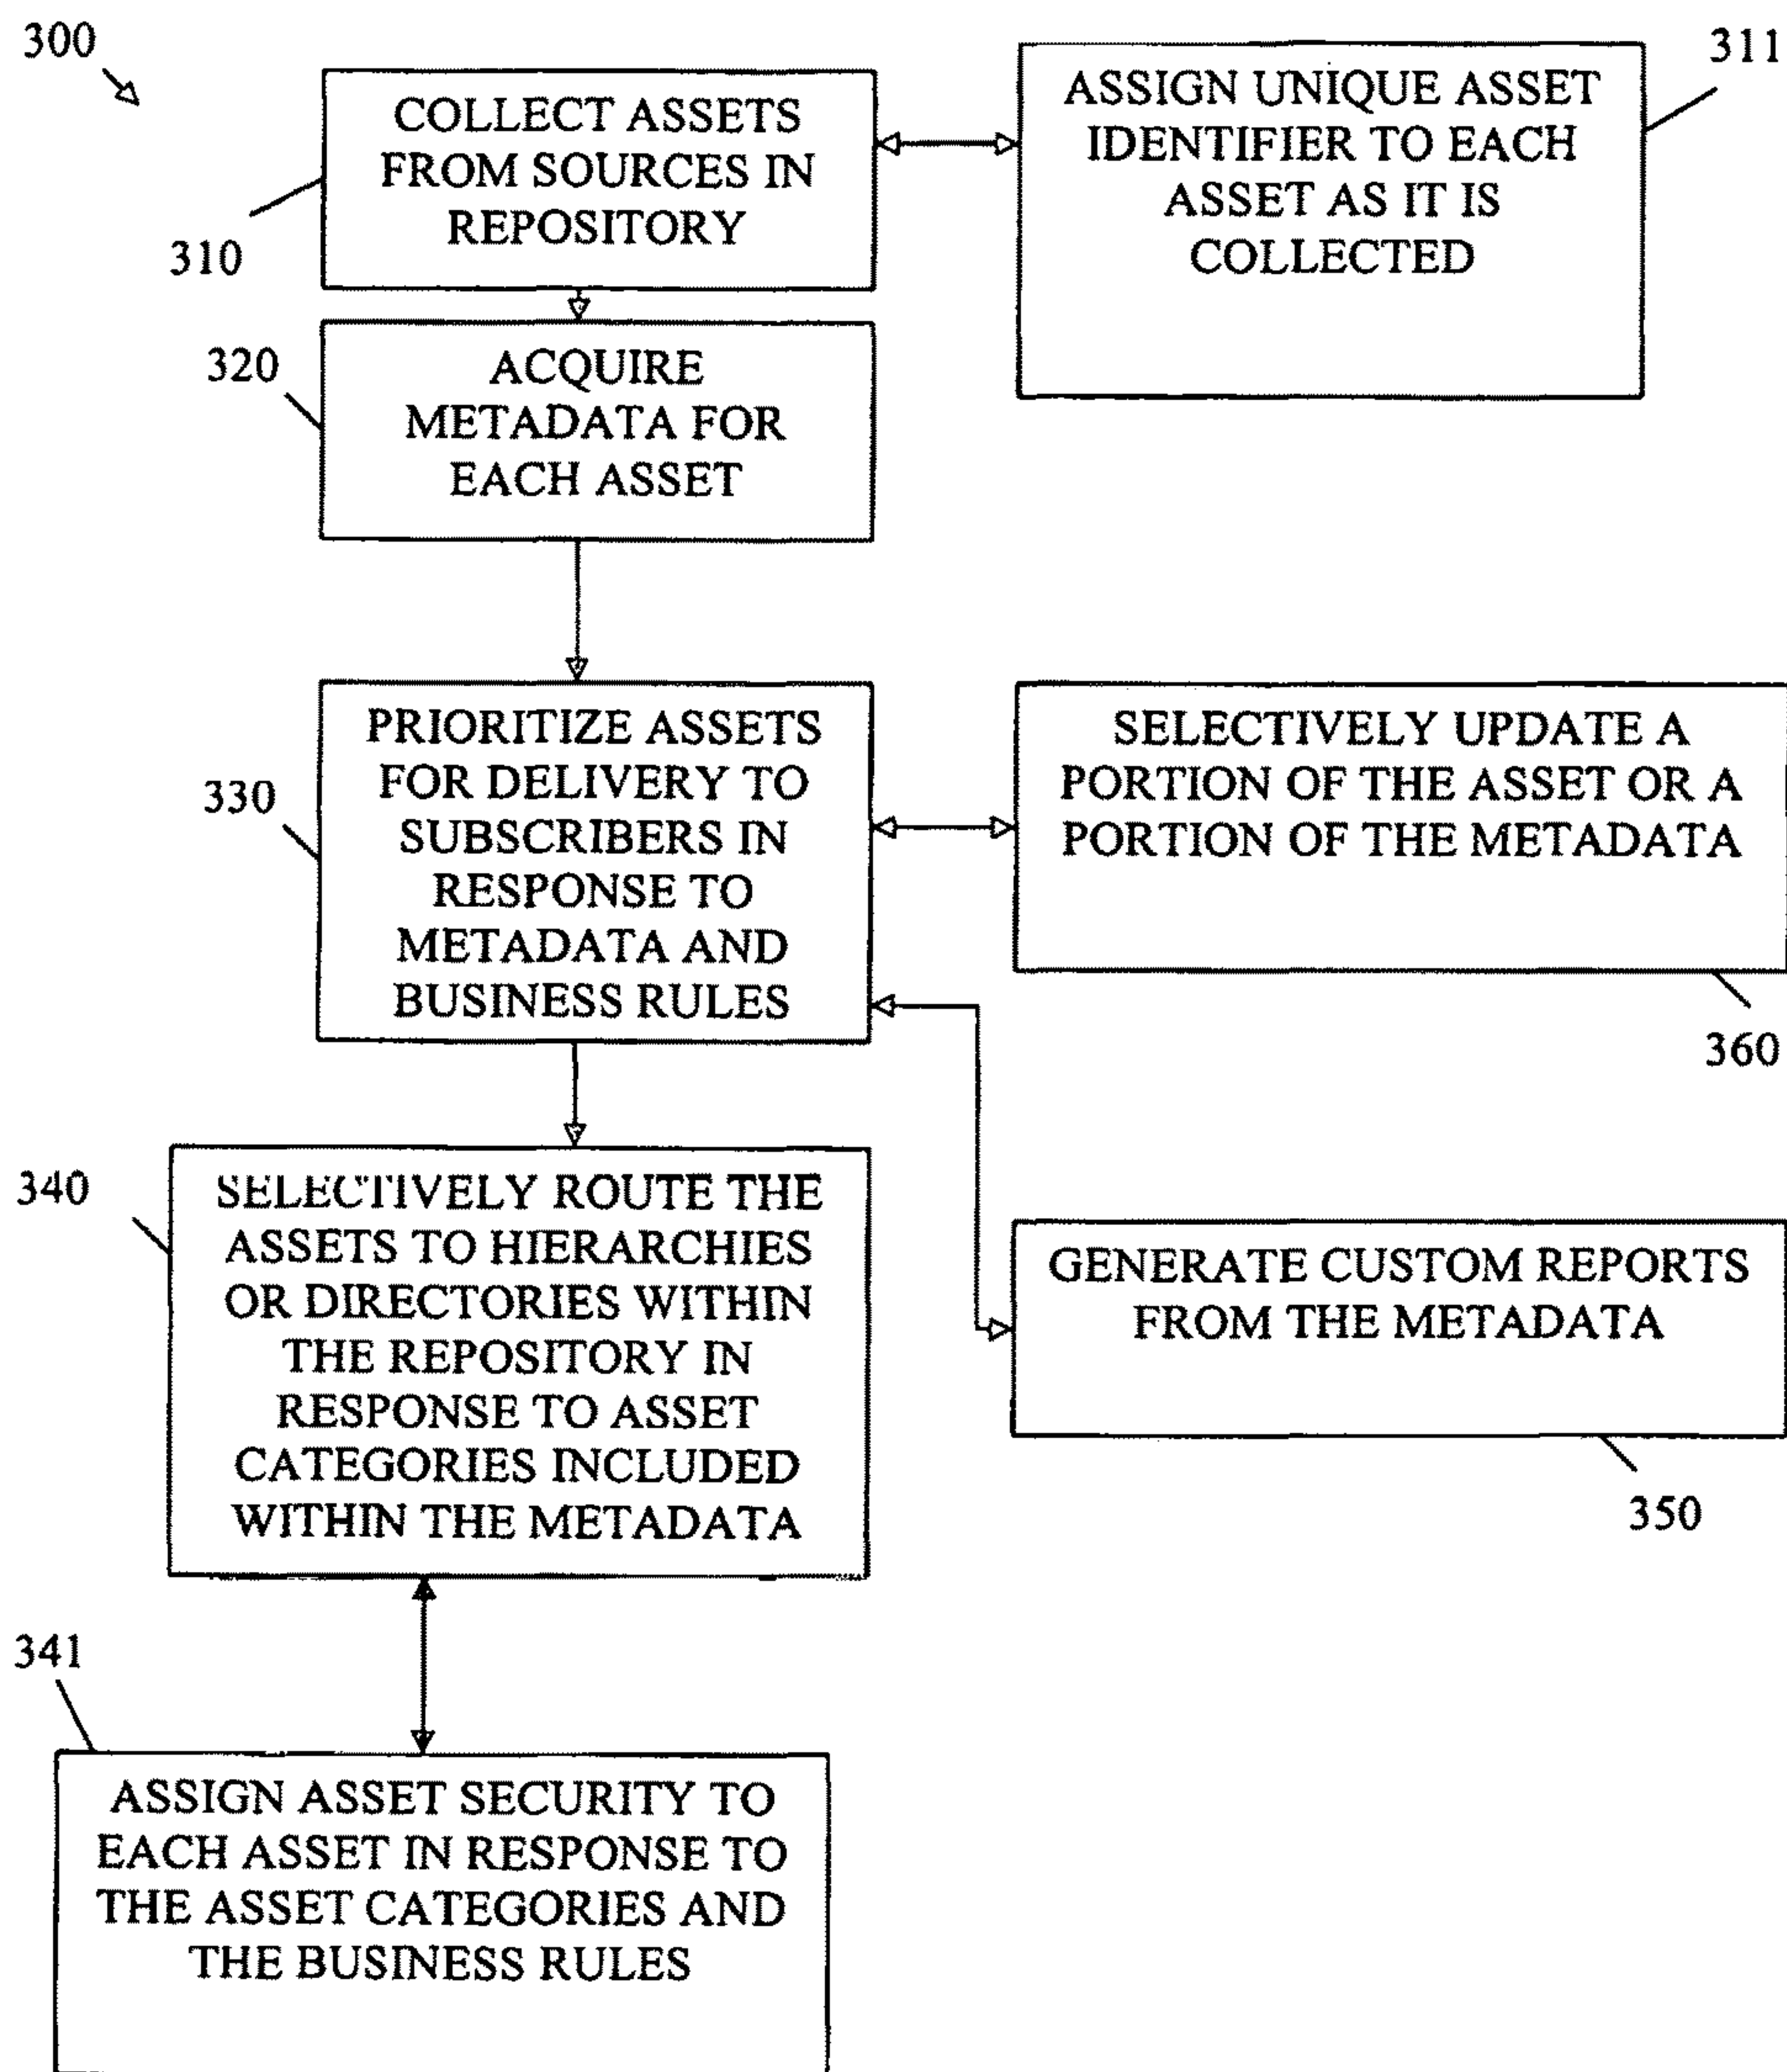 300
COLLECT ASSETS
FROM SOURCES IN
REPOSITORY
310
ASSIGN UNIQUE ASSET
IDENTIFIER TO EACH
ASSET AS IT IS
COLLECTED
311
320
ACQUIRE
METADATA FOR
EACH ASSET
330
PRIORITIZE ASSETS
FOR DELIVERY TO
SUBSCRIBERS IN
RESPONSE TO
METADATA AND
BUSINESS RULES
SELECTIVELY UPDATE A
PORTION OF THE ASSET OR A
PORTION OF THE METADATA
360
340
SELECTIVELY ROUTE THE
ASSETS TO HIERARCHIES
OR DIRECTORIES WITHIN
THE REPOSITORY IN
RESPONSE TO ASSET
CATEGORIES INCLUDED
WITHIN THE METADATA
GENERATE CUSTOM REPORTS
FROM THE METADATA
350
341
ASSIGN ASSET SECURITY TO
EACH ASSET IN RESPONSE TO
THE ASSET CATEGORIES AND
THE BUSINESS RULES